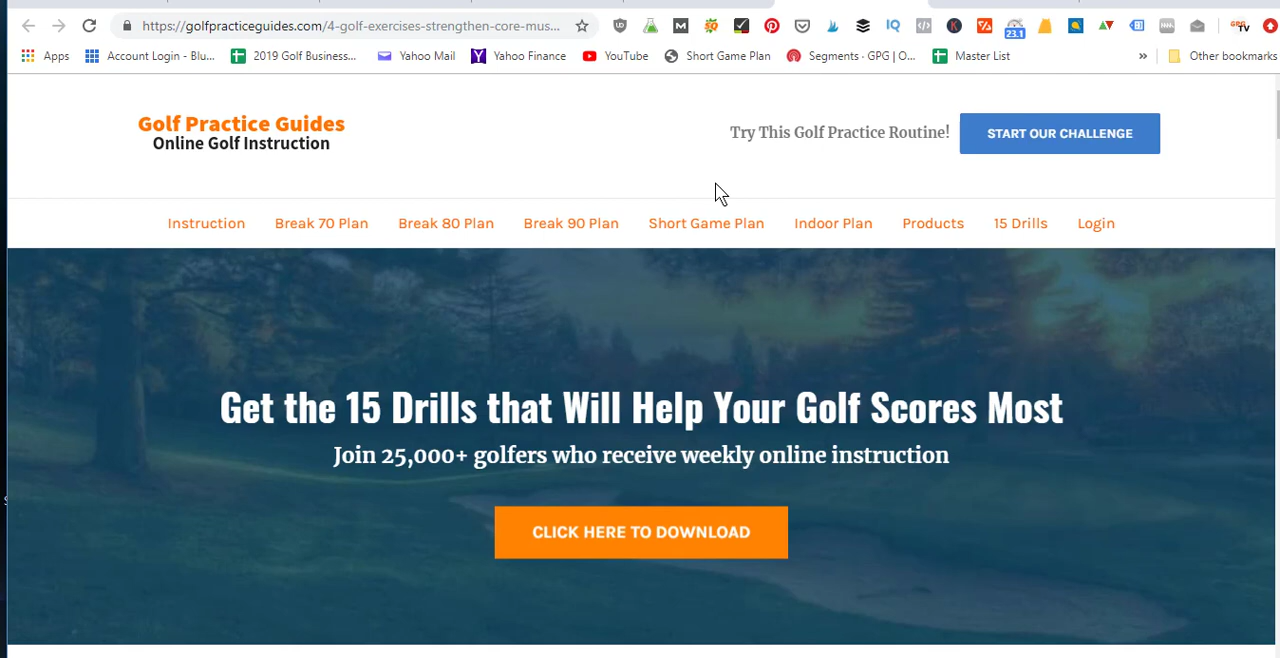 https://golfpracticeguides.com/4-golf-exercises-strengthen-core-mus...
23.1
Apps
Account Login - Blu...
2019 Golf Business...
Yahoo Mail
Yahoo Finance
YouTube
Short Game Plan
Segments · GPG | O...
Master List
»
Other bookmarks
Golf Practice Guides
Online Golf Instruction
Try This Golf Practice Routine!
START OUR CHALLENGE
Instruction
Break 70 Plan
Break 80 Plan
Break 90 Plan
Short Game Plan
Indoor Plan
Products
15 Drills
Login
Get the 15 Drills that Will Help Your Golf Scores Most
Join 25,000+ golfers who receive weekly online instruction
CLICK HERE TO DOWNLOAD